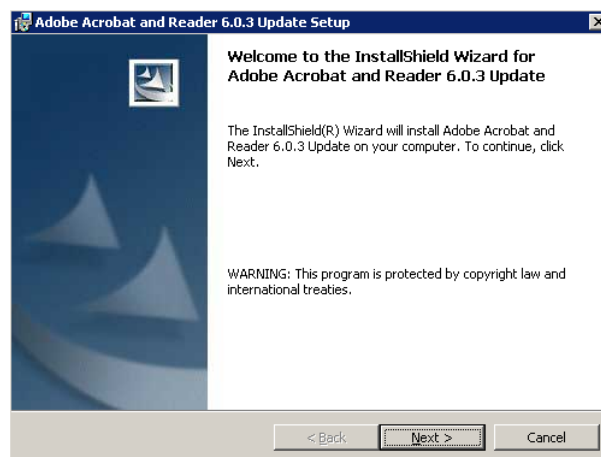 Adobe Acrobat and Reader 6.0.3 Update Setup
Welcome to the InstallShield Wizard for
Adobe Acrobat and Reader 6.0.3 Update
The InstallShield(R) Wizard will install Adobe Acrobat and
Reader 6.0.3 Update on your computer. To continue, click
Next.
WARNING: This program is protected by copyright law and
international treaties.
< Back Next > Cancel